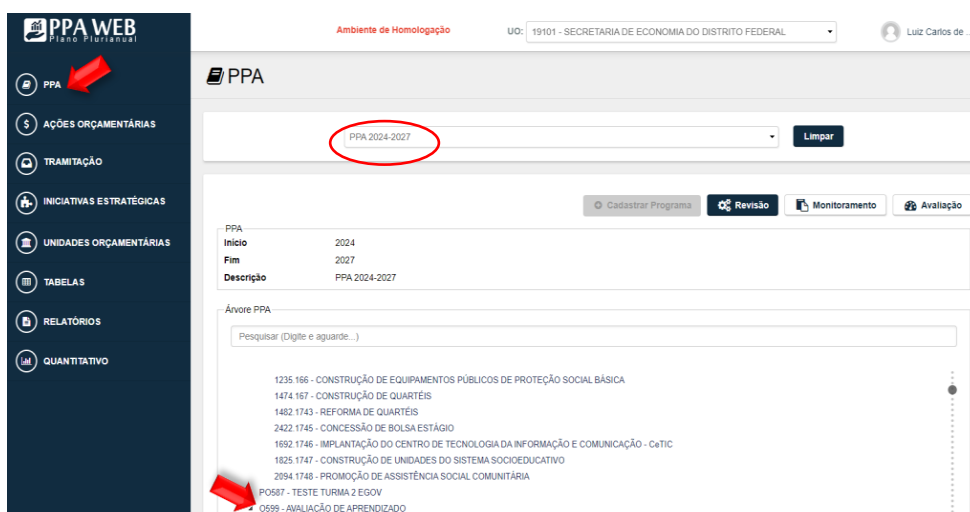 PPA WEB
Plano Plurianual
Ambiente de Homologação
UO: 19101 - SECRETARIA DE ECONOMIA DO DISTRITO FEDERAL
Luiz Carlos de ...
PPA
AÇÕES ORÇAMENTÁRIAS
TRAMITAÇÃO
INICIATIVAS ESTRATÉGICAS
UNIDADES ORÇAMENTÁRIAS
TABELAS
RELATÓRIOS
QUANTITATIVO
PPA
PPA 2024-2027 Limpar
Cadastrar Programa Revisão Monitoramento Avaliação
PPA
Início 2024
Fim 2027
Descrição PPA 2024-2027
Árvore PPA
Pesquisar (Digite e aguarde...)
1235.166 - CONSTRUÇÃO DE EQUIPAMENTOS PÚBLICOS DE PROTEÇÃO SOCIAL BÁSICA
1474.167 - CONSTRUÇÃO DE QUARTÉIS
1482.1743 - REFORMA DE QUARTÉIS
2422.1745 - CONCESSÃO DE BOLSA ESTÁGIO
1692.1746 - IMPLANTAÇÃO DO CENTRO DE TECNOLOGIA DA INFORMAÇÃO E COMUNICAÇÃO - CeTIC
1825.1747 - CONSTRUÇÃO DE UNIDADES DO SISTEMA SOCIOEDUCATIVO
2094.1748 - PROMOÇÃO DE ASSISTÊNCIA SOCIAL COMUNITÁRIA
PO587 - TESTE TURMA 2 EGOV
O599 - AVALIAÇÃO DE APRENDIZADO